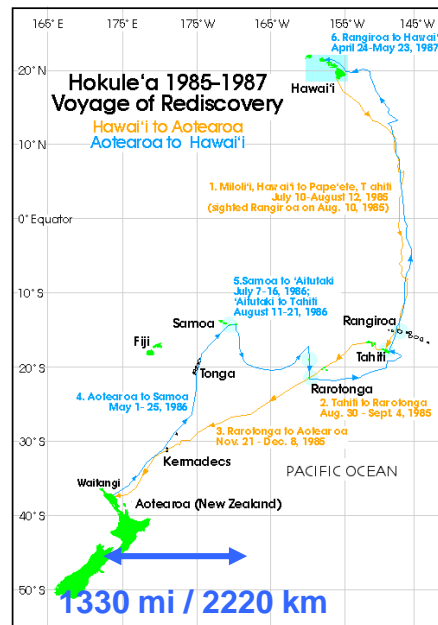 165° E
175° E
175° W
165° W
155° W
145° W
6. Rangiroa to Hawai'i
April 24-May 23, 1987
20° N
Hokule'a 1985-1987
Voyage of Rediscovery
Hawai'i
Hawai'i to Aotearoa
Aotearoa to Hawai'i
10° N
1. Miloli'i, Hawai'i to Pape'ete, Tahiti
July 10-August 12, 1985
(sighted Rangiroa on Aug. 10, 1985)
0° Equator
5.Samoa to 'Aitutaki
July 7-16, 1986;
'Aitutaki to Tahiti
August 11-21, 1986
10° S
Samoa
Rangiroa
Fiji
Tahiti
Tonga
20° S
Rarotonga
4. Aotearoa to Samoa
May 1-25, 1986
2. Tahiti to Rarotonga
Aug. 30 - Sept. 4, 1985
3. Rarotonga to Aotearoa
Nov. 21 - Dec. 8, 1985
30° S
Kermadecs
PACIFIC OCEAN
Waitangi
Aotearoa (New Zealand)
40° S
50° S
1330 mi / 2220 km